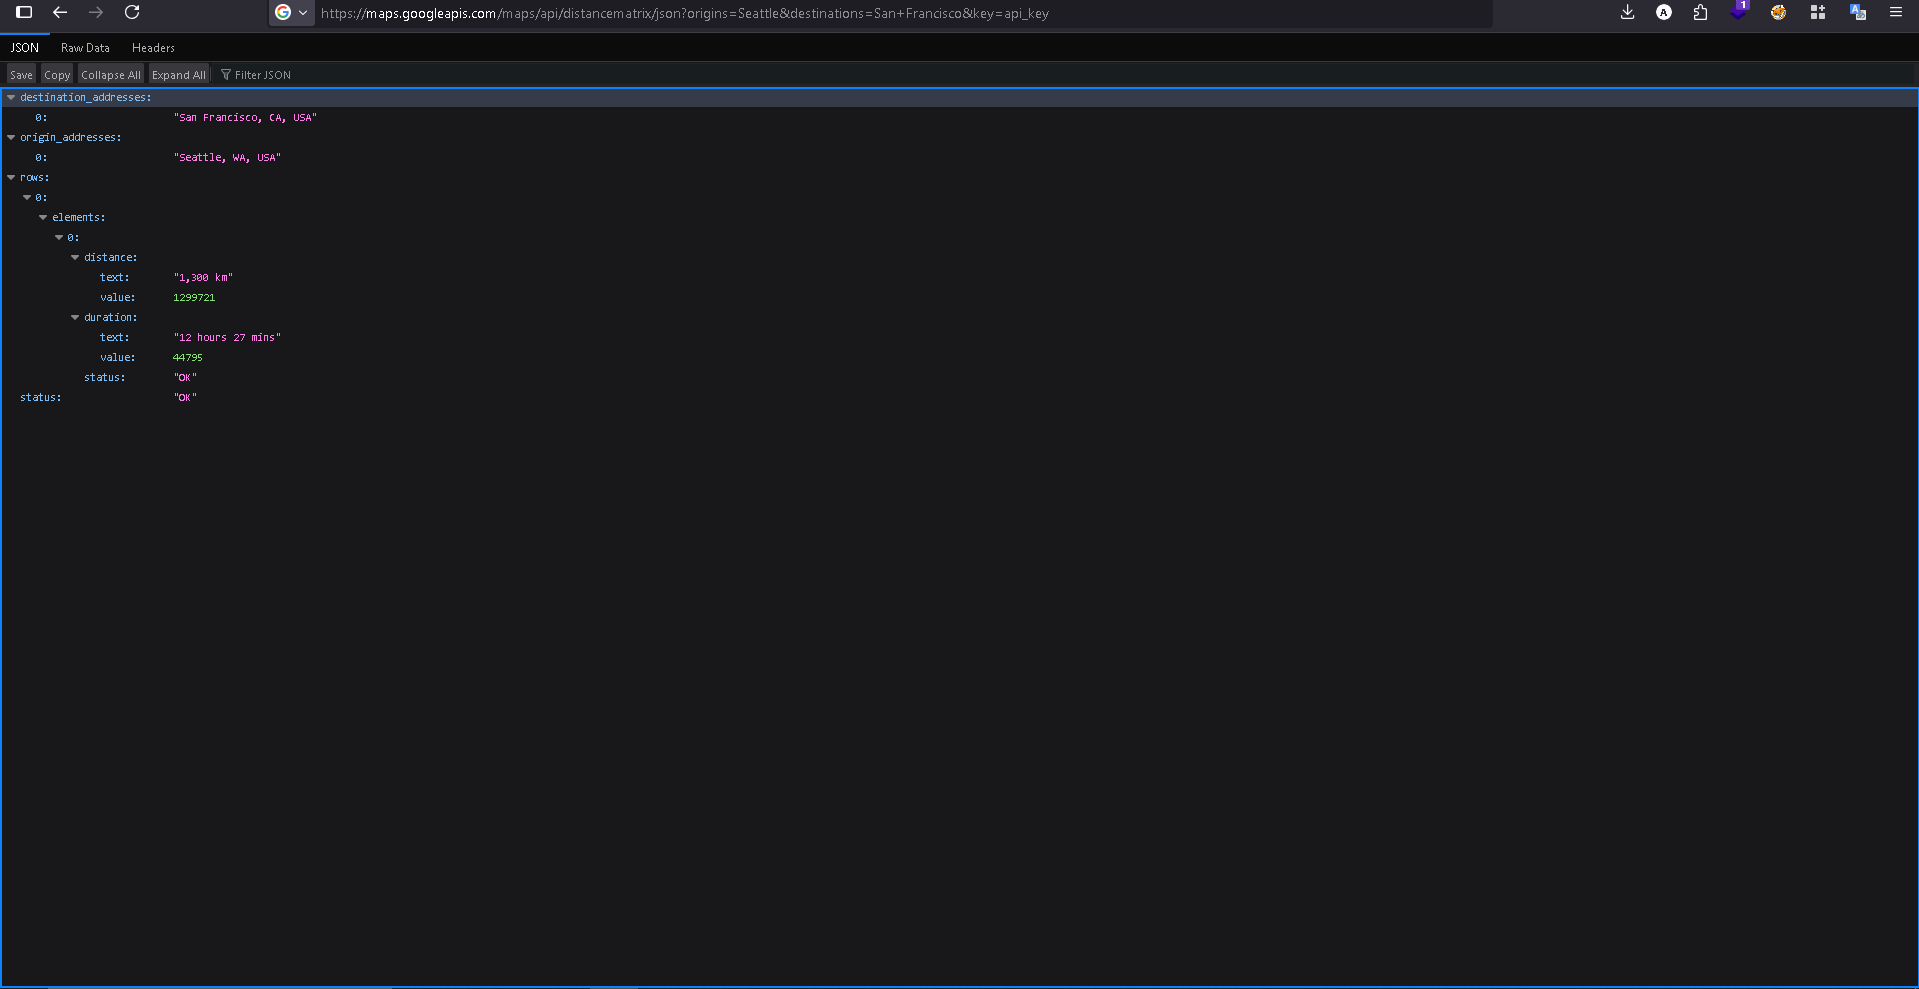 https://maps.googleapis.com/maps/api/distancematrix/json?origins=Seattle&destinations=San+Francisco&key=api_key
A
1
JSON Raw Data Headers
Save Copy Collapse All Expand All Filter JSON
destination_addresses:
0: "San Francisco, CA, USA"
origin_addresses:
0: "Seattle, WA, USA"
rows:
0:
elements:
0:
distance:
text: "1,300 km"
value: 1299721
duration:
text: "12 hours 27 mins"
value: 44795
status: "OK"
status: "OK"